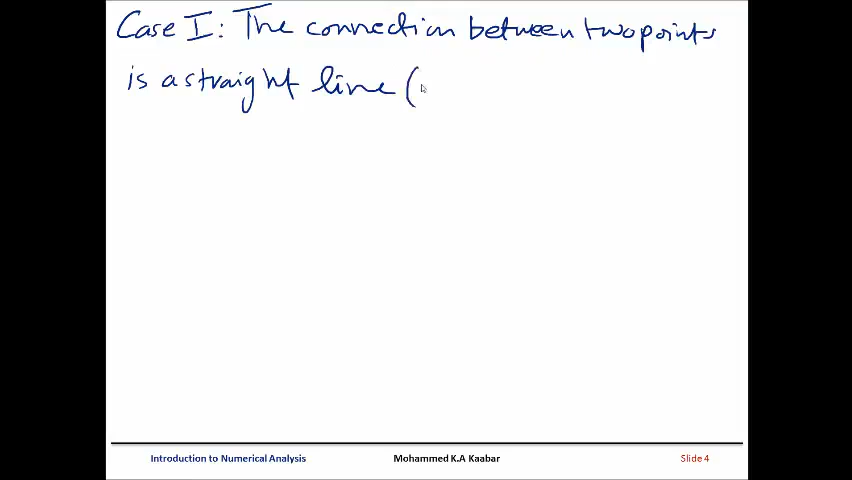 Case I: The connection between two points
is a straight line (
Introduction to Numerical Analysis Mohammed K.A Kaabar Slide 4